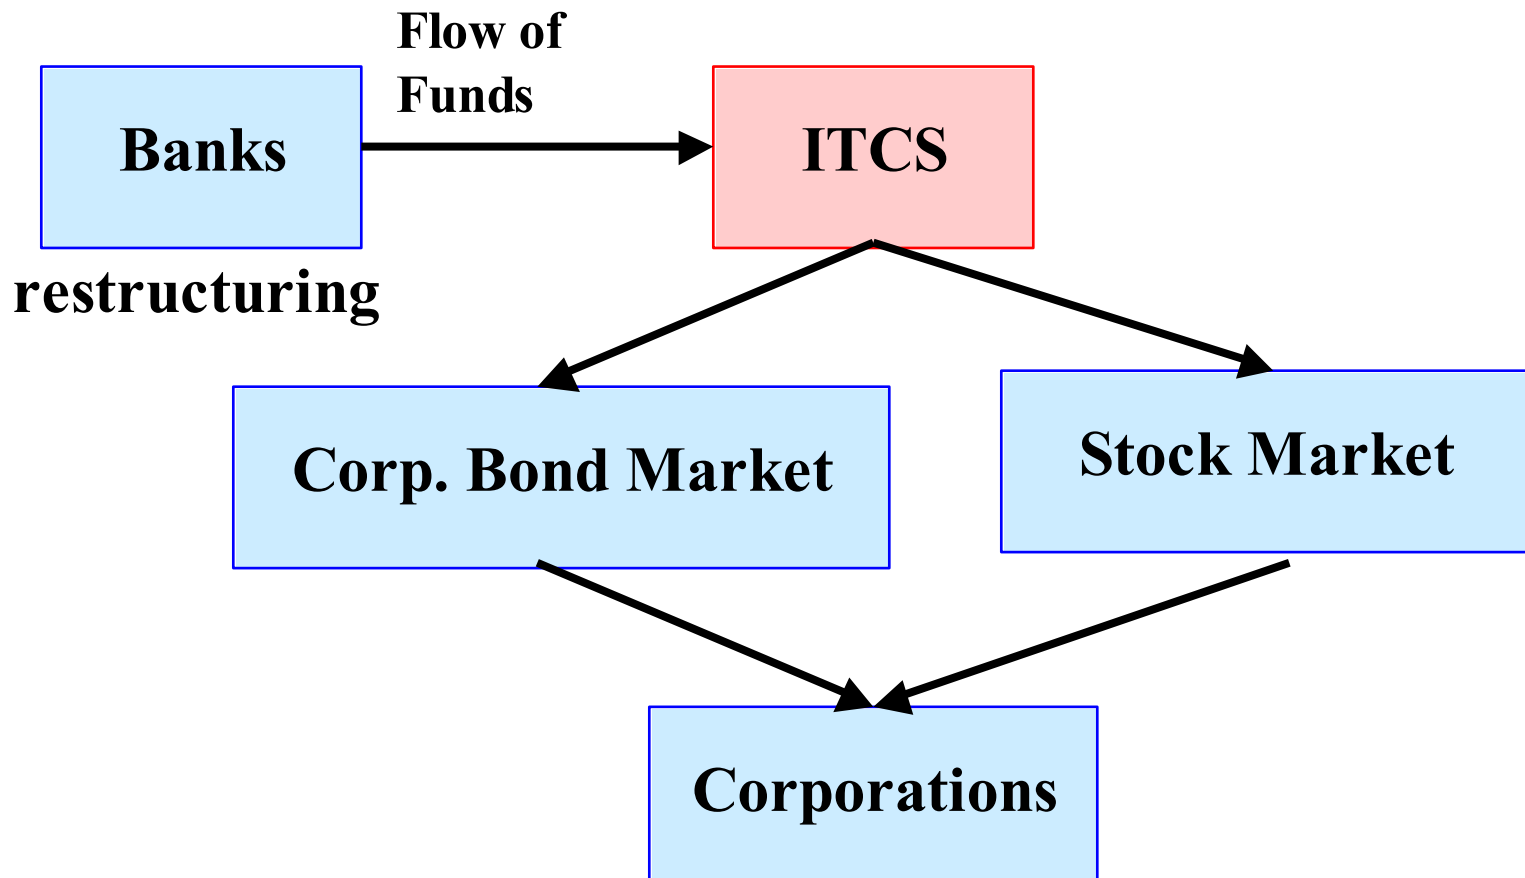 Flow of
Funds
Banks
ITCS
restructuring
Corp. Bond Market
Stock Market
Corporations